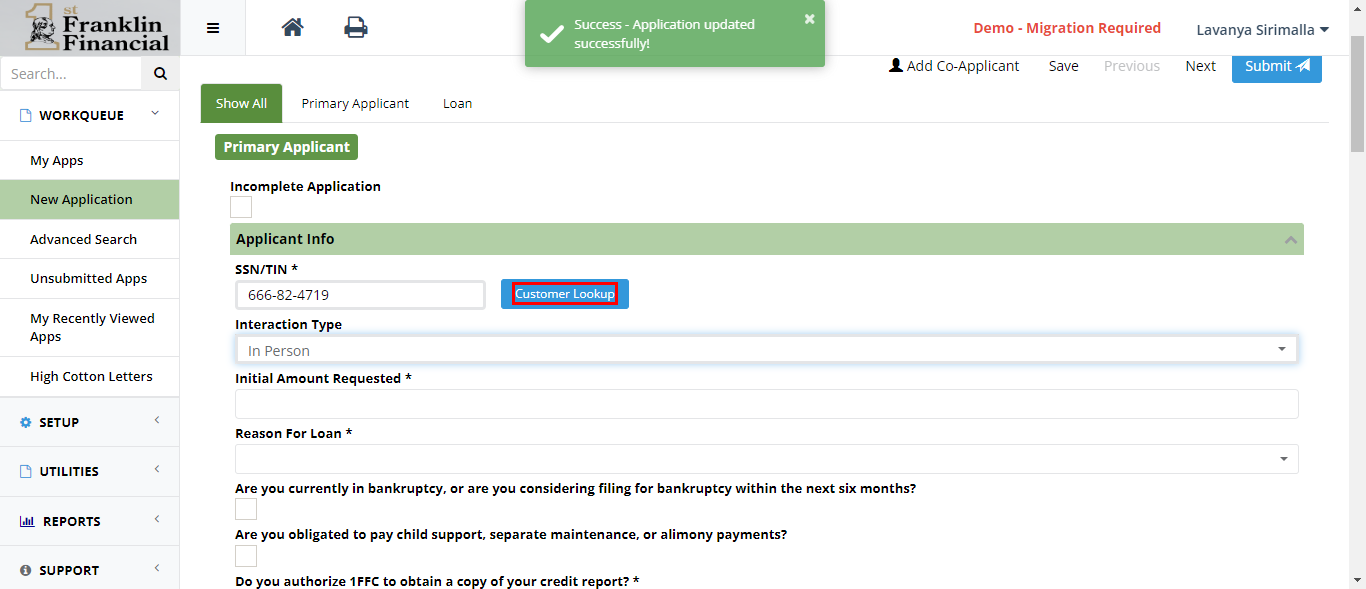 1st Franklin Financial
Success - Application updated
successfully!
Demo - Migration Required
Lavanya Sirimalla
Search...
Add Co-Applicant
Save
Previous
Next
Submit
WORKQUEUE
My Apps
New Application
Advanced Search
Unsubmitted Apps
My Recently Viewed
Apps
High Cotton Letters
SETUP
UTILITIES
REPORTS
SUPPORT
Show All
Primary Applicant
Loan
Primary Applicant
Incomplete Application
Applicant Info
SSN/TIN *
666-82-4719
Customer Lookup
Interaction Type
In Person
Initial Amount Requested *
Reason For Loan *
Are you currently in bankruptcy, or are you considering filing for bankruptcy within the next six months?
Are you obligated to pay child support, separate maintenance, or alimony payments?
Do you authorize 1FFC to obtain a copy of your credit report? *